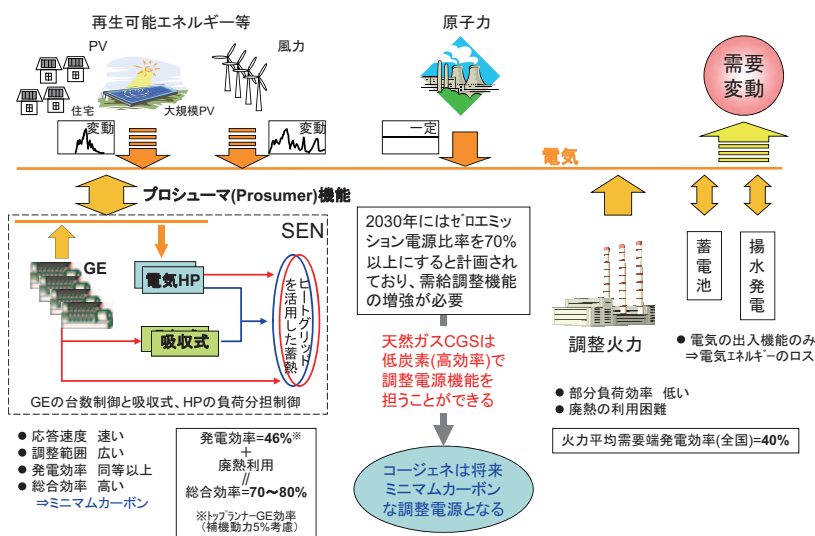 再生可能エネルギー等
PV
風力
住宅
大規模PV
変動
変動
原子力
一定
需要
変動
電気
プロシューマ(Prosumer)機能
SEN
GE
電気HP
吸収式
ヒートグリッド
を活用した蓄熱
GEの台数制御と吸収式、HPの負荷分担制御
● 応答速度 速い
● 調整範囲 広い
● 発電効率 同等以上
● 総合効率 高い
⇒ミニマムカーボン
発電効率=46%※
+
廃熱利用
//
総合効率=70～80%
※トップランナーGE効率
(補機動力5%考慮)
2030年にはゼロエミッ
ション電源比率を70%
以上にすると計画され
ており、需給調整機能
の増強が必要
天然ガスCGSは
低炭素(高効率)で
調整電源機能を
担うことができる
コージェネは将来
ミニマムカーボン
な調整電源となる
調整火力
● 部分負荷効率 低い
● 廃熱の利用困難
火力平均需要端発電効率(全国)=40%
蓄電池
揚水発電
● 電気の出入機能のみ
⇒電気エネルギーのロス